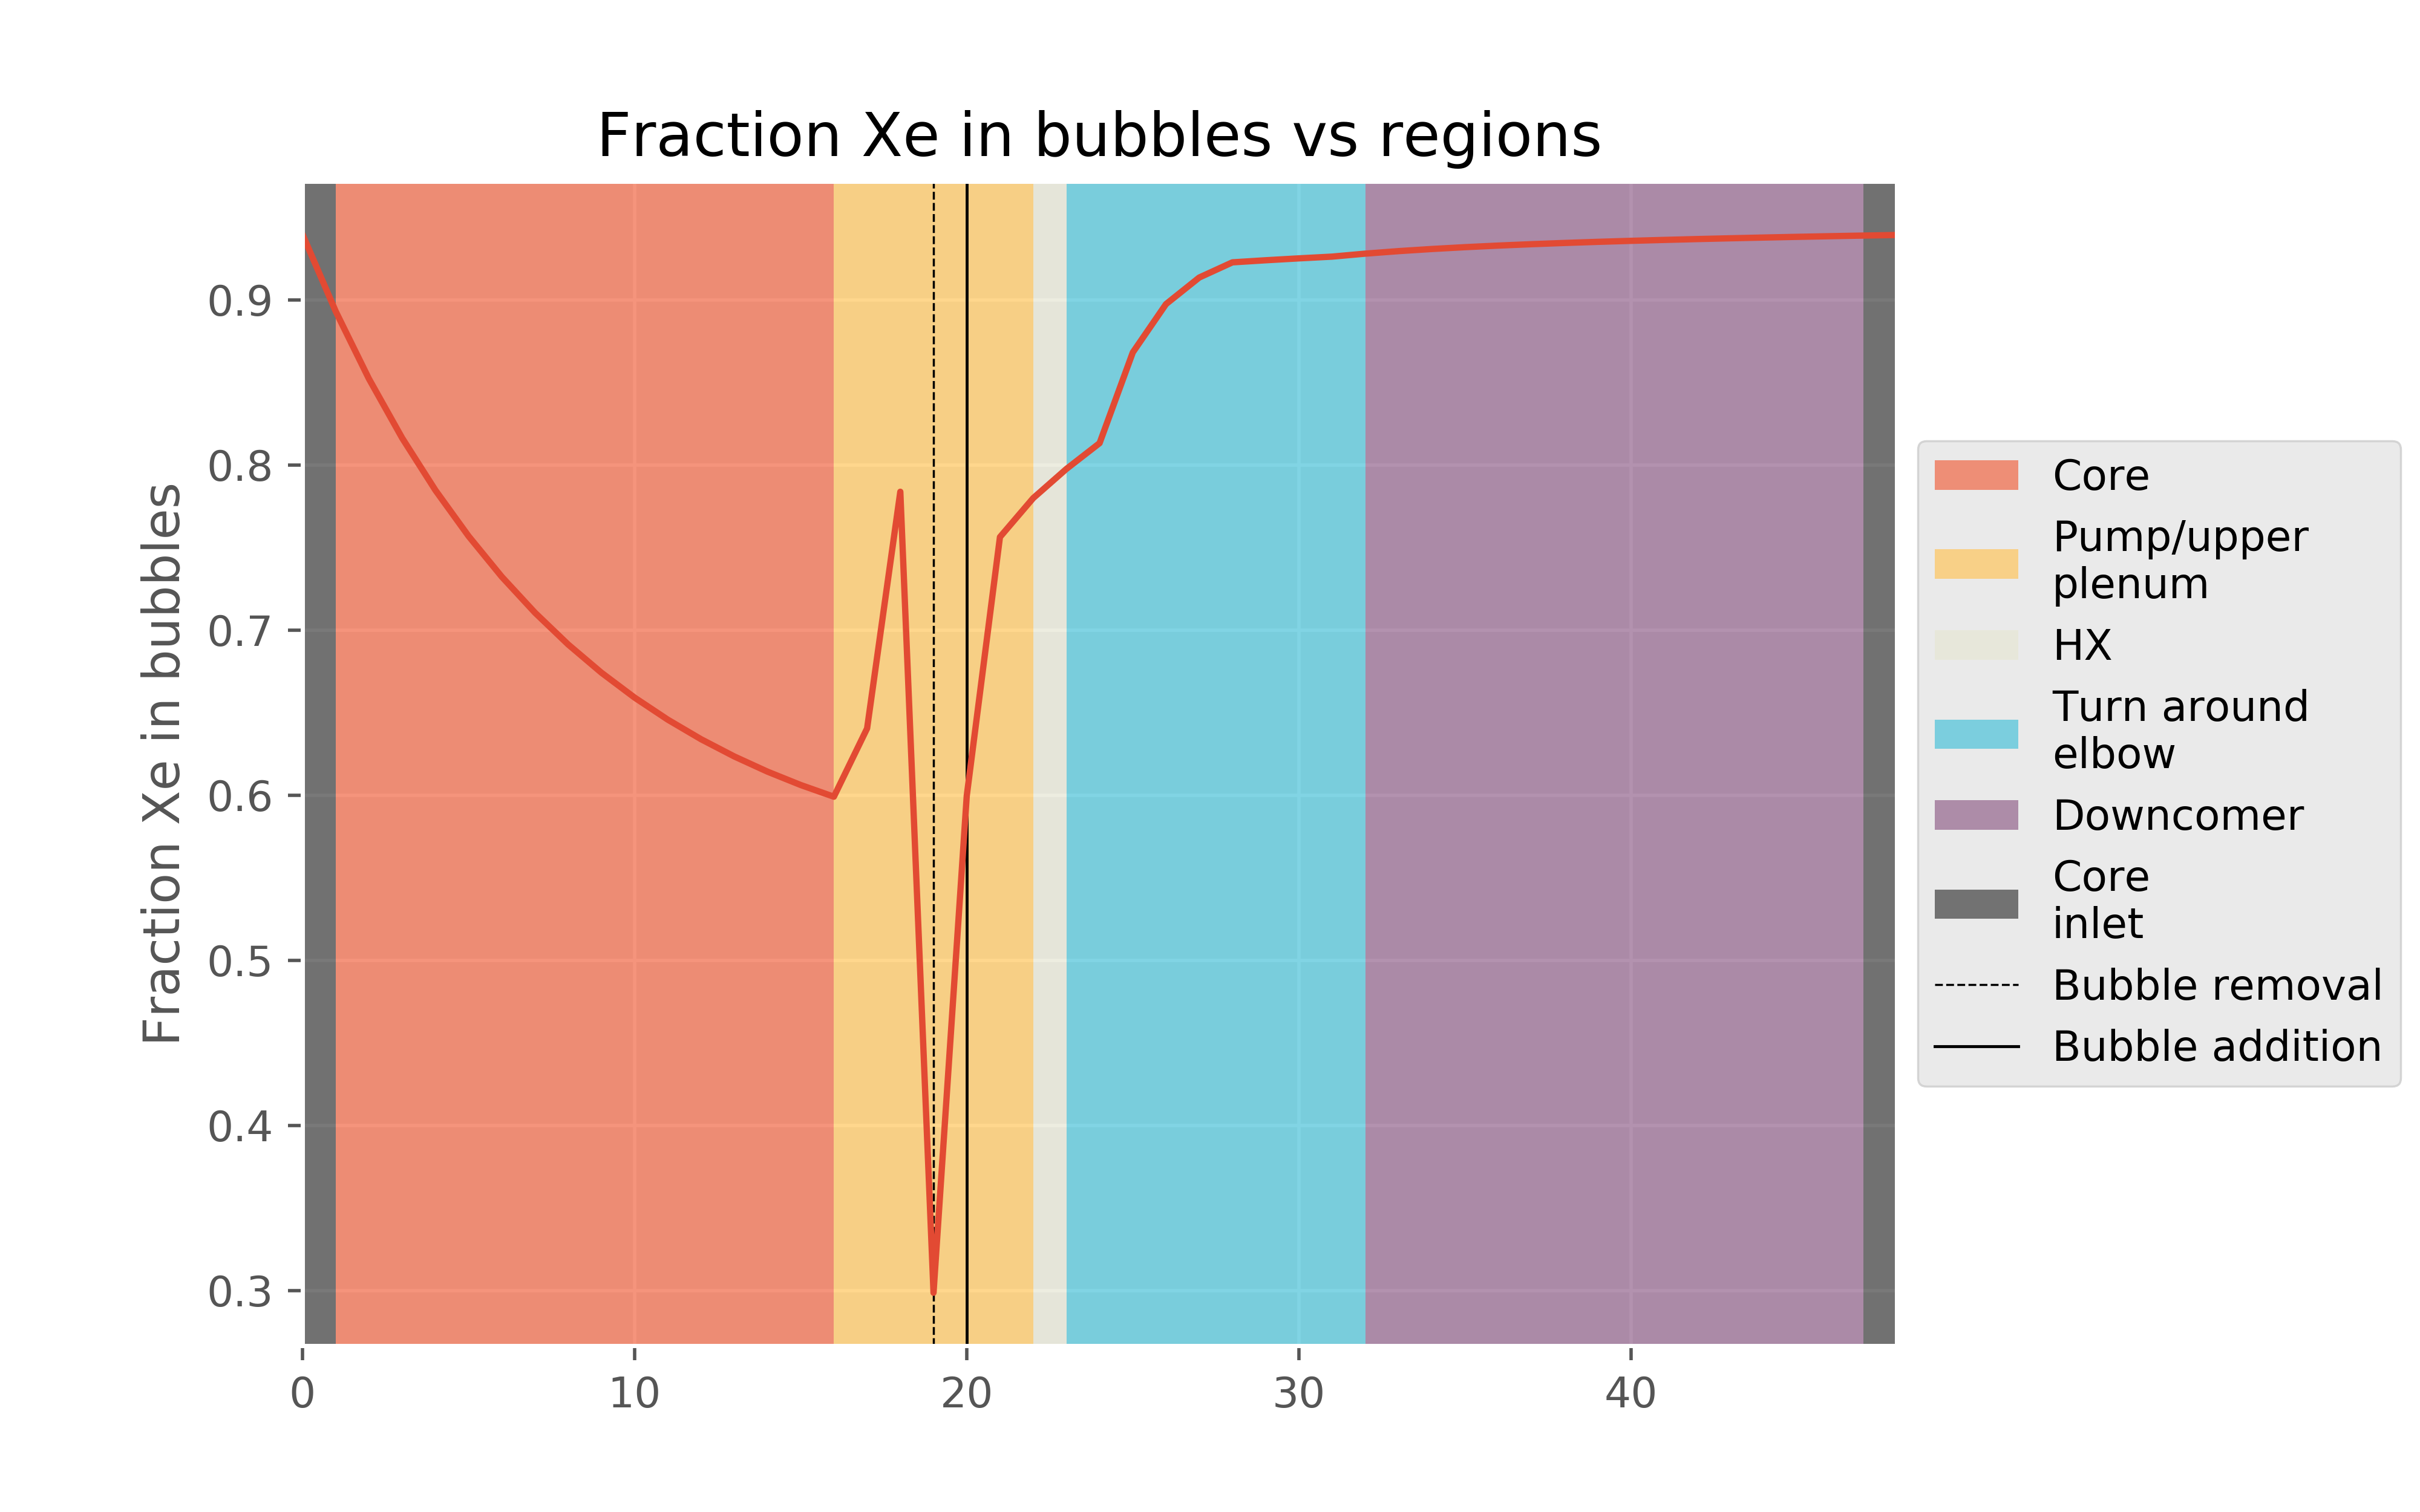 Fraction Xe in bubbles vs regions
Fraction Xe in bubbles
0.9
0.8
0.7
0.6
0.5
0.4
0.3
0
10
20
30
40
Core
Pump/upper
plenum
HX
Turn around
elbow
Downcomer
Core
inlet
Bubble removal
Bubble addition